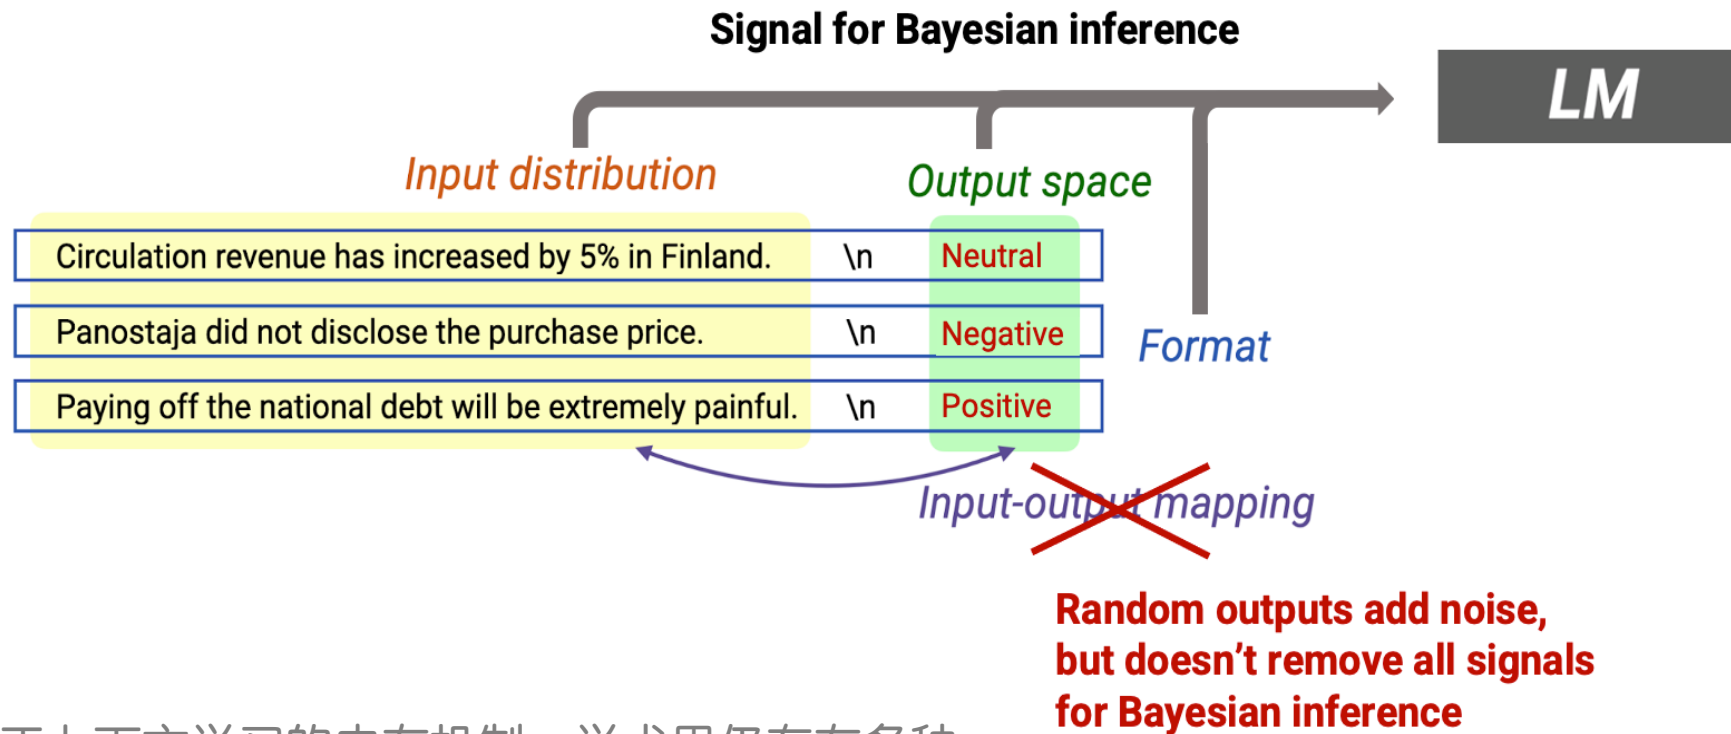 Signal for Bayesian inference
LM
Input distribution
Output space
Circulation revenue has increased by 5% in Finland. \n Neutral
Panostaja did not disclose the purchase price. \n Negative
Format
Paying off the national debt will be extremely painful. \n Positive
Input-output mapping
Random outputs add noise,
but doesn't remove all signals
for Bayesian inference